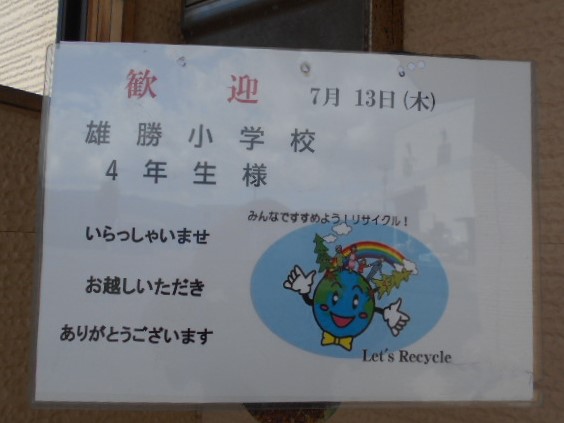 歓迎 7月 13日(木)
雄勝小学校
4年生様
いらっしゃいませ
お越しいただき
ありがとうございます
みんなですすめよう!リサイクル!
Let's Recycle